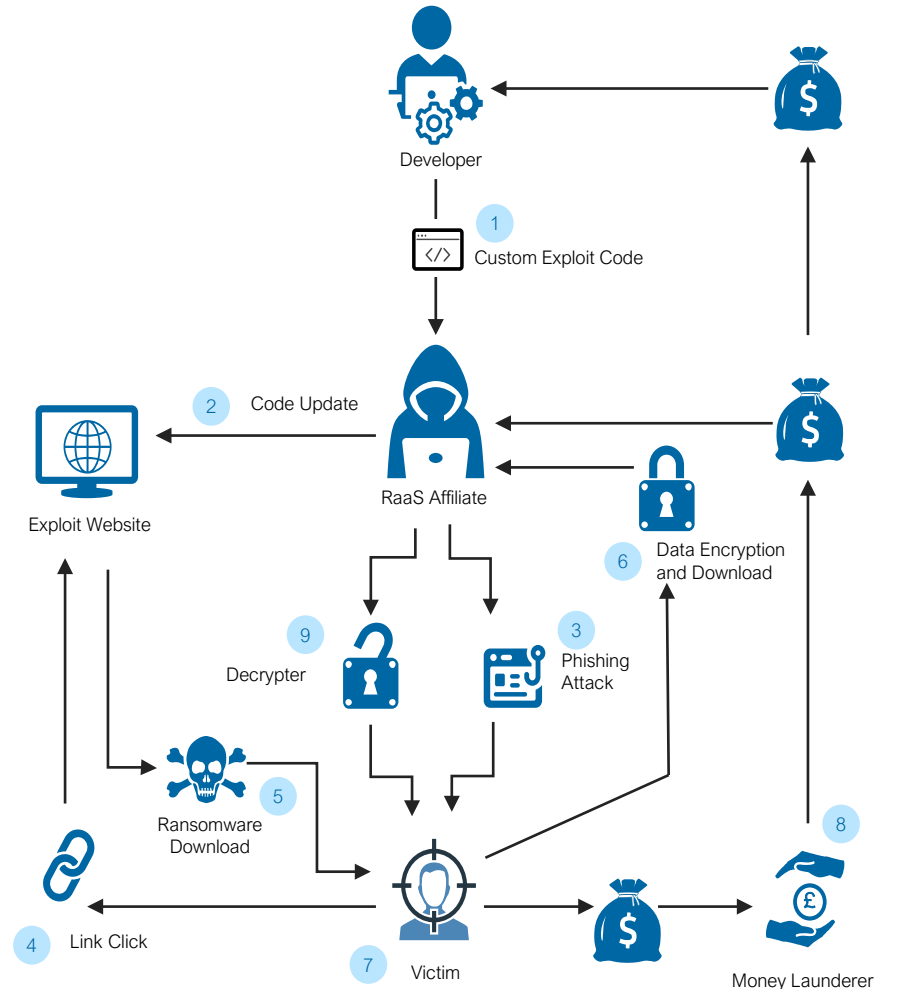 $
Developer
1
</>
Custom Exploit Code
2
Code Update
$
RaaS Affiliate
Exploit Website
6
Data Encryption
and Download
9
Decrypter
3
Phishing
Attack
5
Ransomware
Download
8
£
$
4
Link Click
7
Victim
Money Launderer